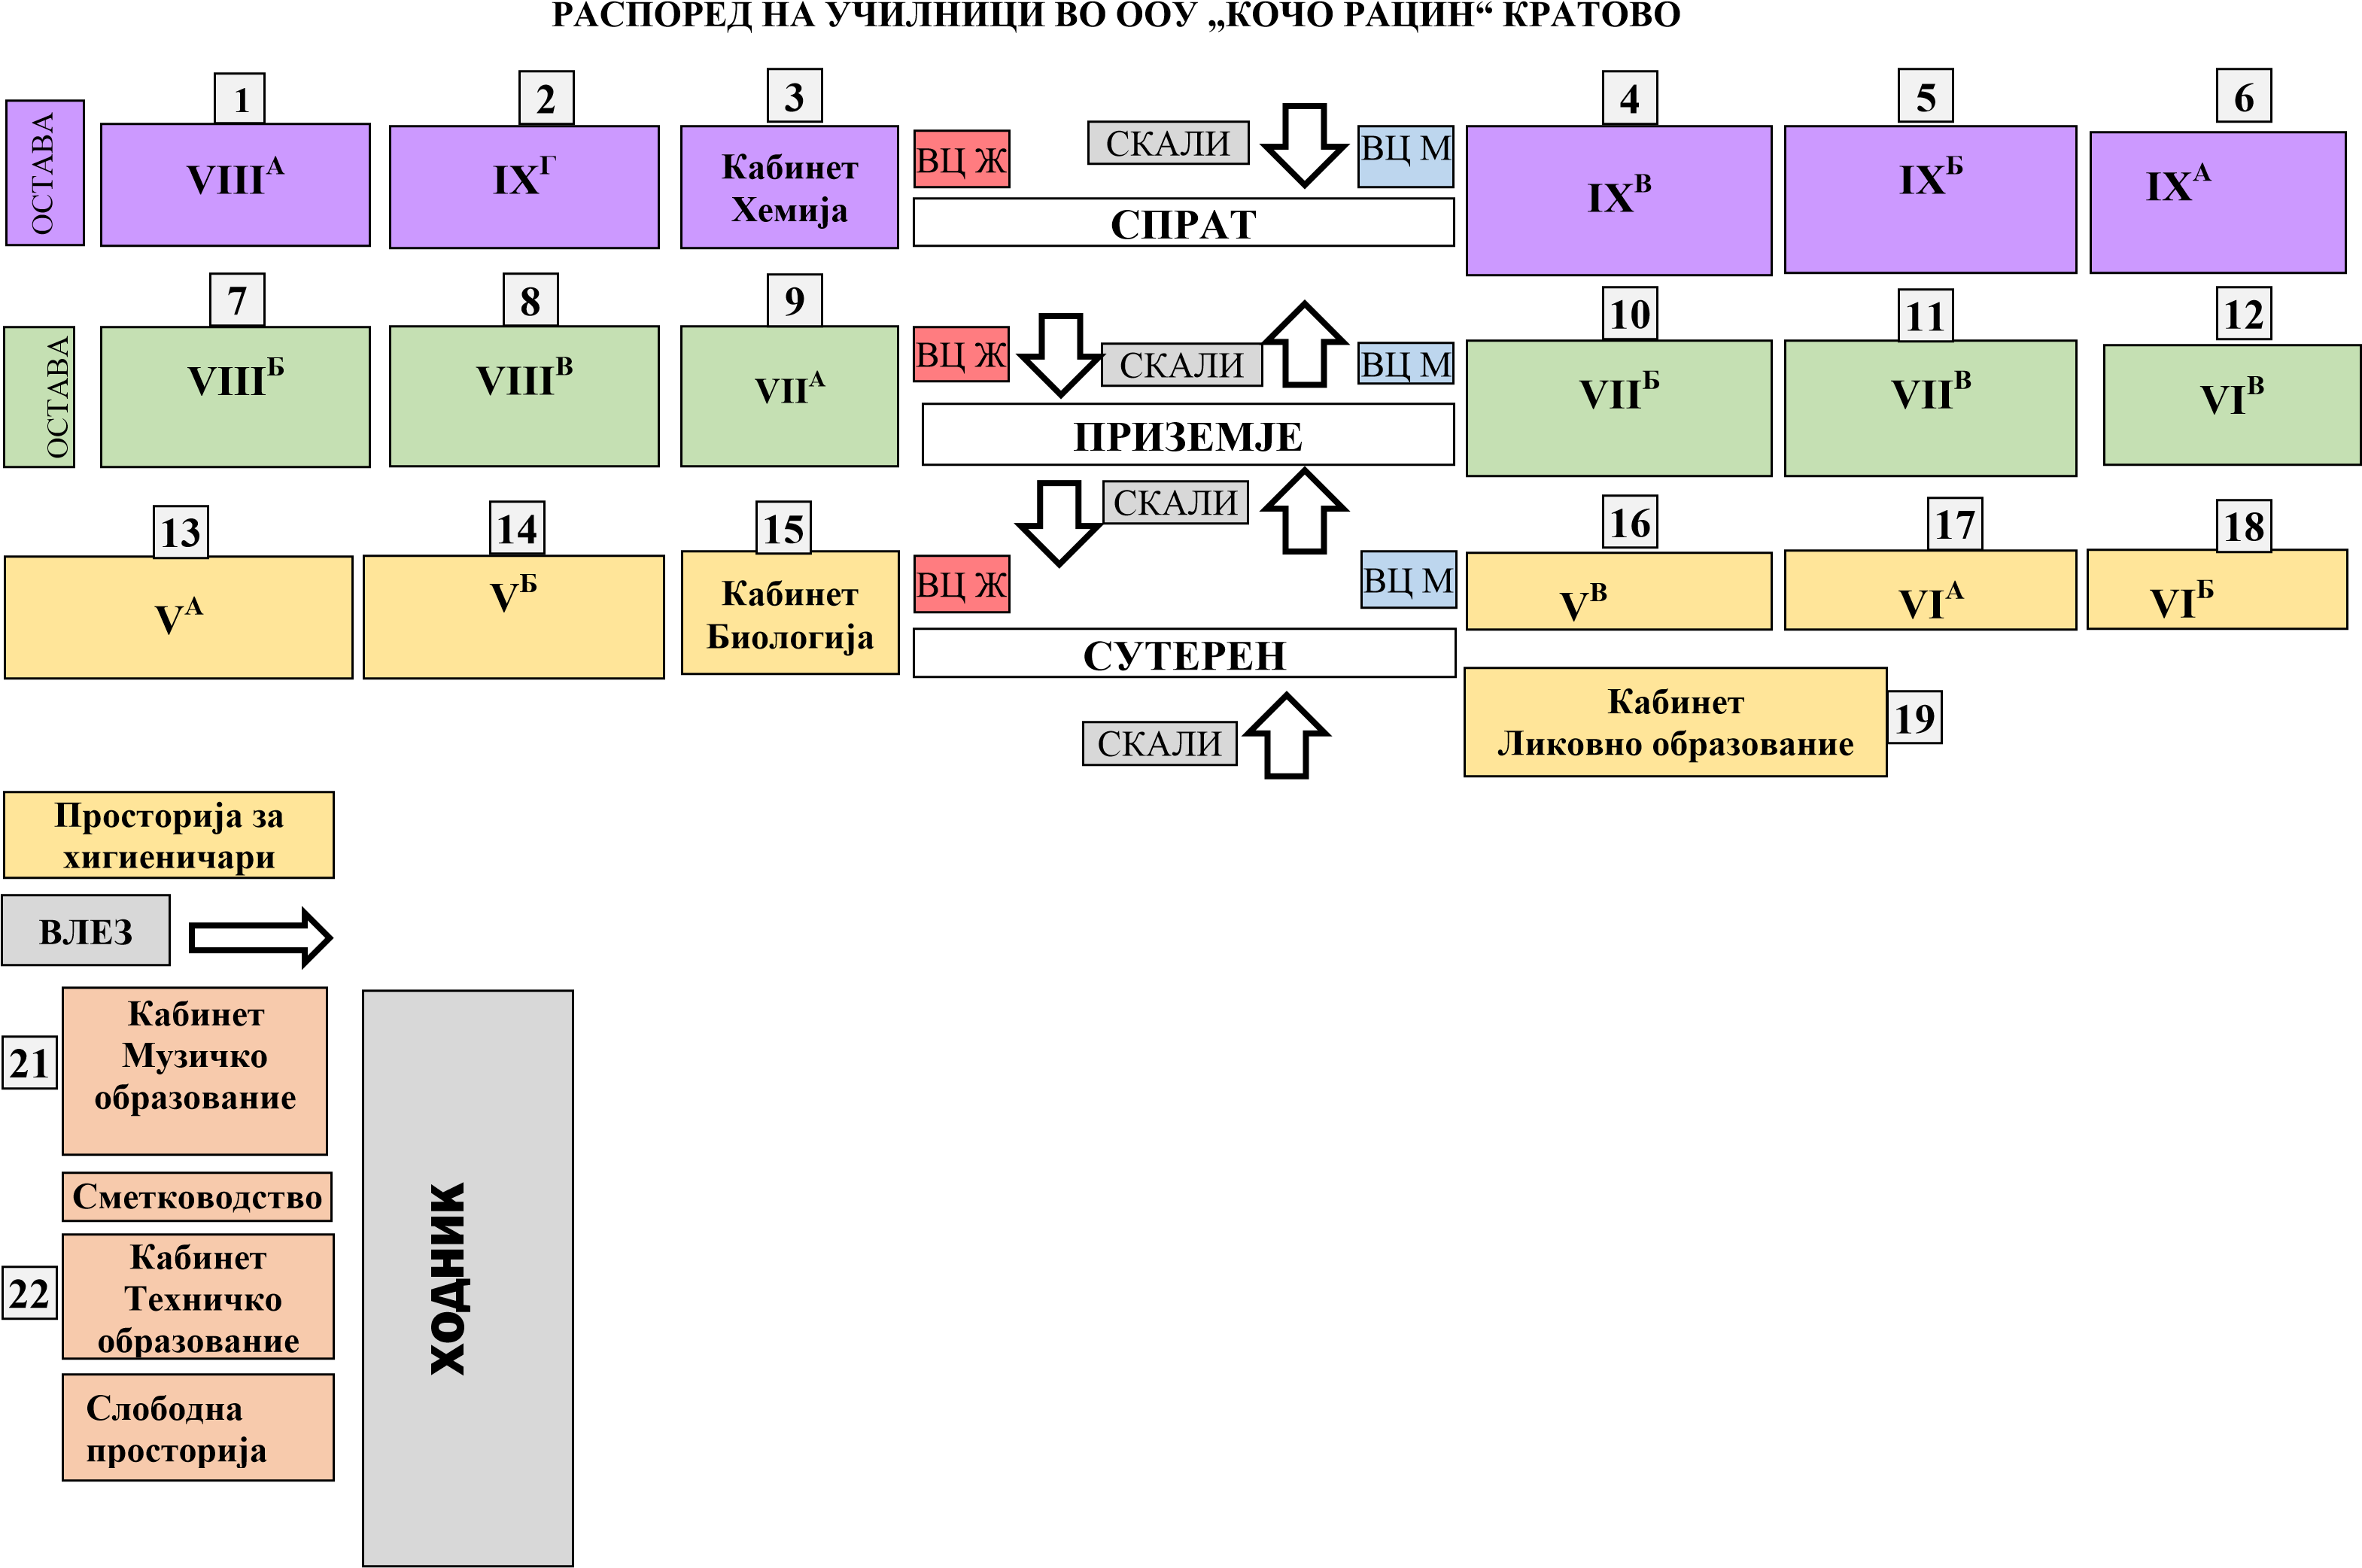 РАСПОРЕД НА УЧИЛНИЦИ ВО ООУ „КОЧО РАЦИН“ КРАТОВО
1
2
3
4
5
6
ОСТАВА
VIIIА
IXГ
Кабинет
Хемија
ВЦ Ж
СКАЛИ
ВЦ М
IXВ
IXБ
IXА
СПРАТ
7
8
9
10
11
12
ОСТАВА
VIIIБ
VIIIВ
VIIА
ВЦ Ж
СКАЛИ
ВЦ М
VIIБ
VIIВ
VIВ
ПРИЗЕМЈЕ
СКАЛИ
13
14
15
16
17
18
VА
VБ
Кабинет
Биологија
ВЦ Ж
ВЦ М
VВ
VIА
VIБ
СУТЕРЕН
СКАЛИ
Кабинет
Ликовно образование
19
Просторија за
хигиеничари
ВЛЕЗ
21
Кабинет
Музичко
образование
Сметководство
22
Кабинет
Техничко
образование
Слободна
просторија
ХОДНИК